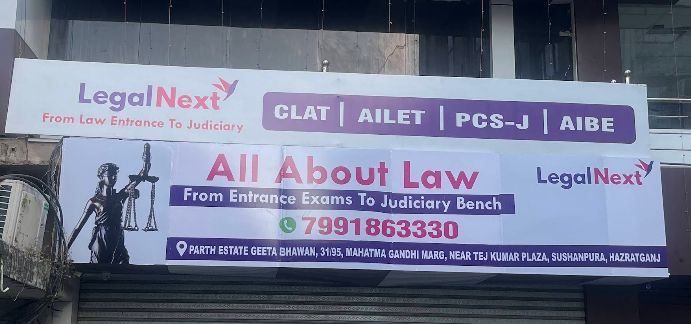 LegalNext
From Law Entrance To Judiciary
CLAT | AILET | PCS-J | AIBE
All About Law
From Entrance Exams To Judiciary Bench
7991863330
LegalNext
PARTH ESTATE GEETA BHAWAN, 31/95, MAHATMA GANDHI MARG, NEAR TEJ KUMAR PLAZA, SUSHANPURA, HAZRATGANJ